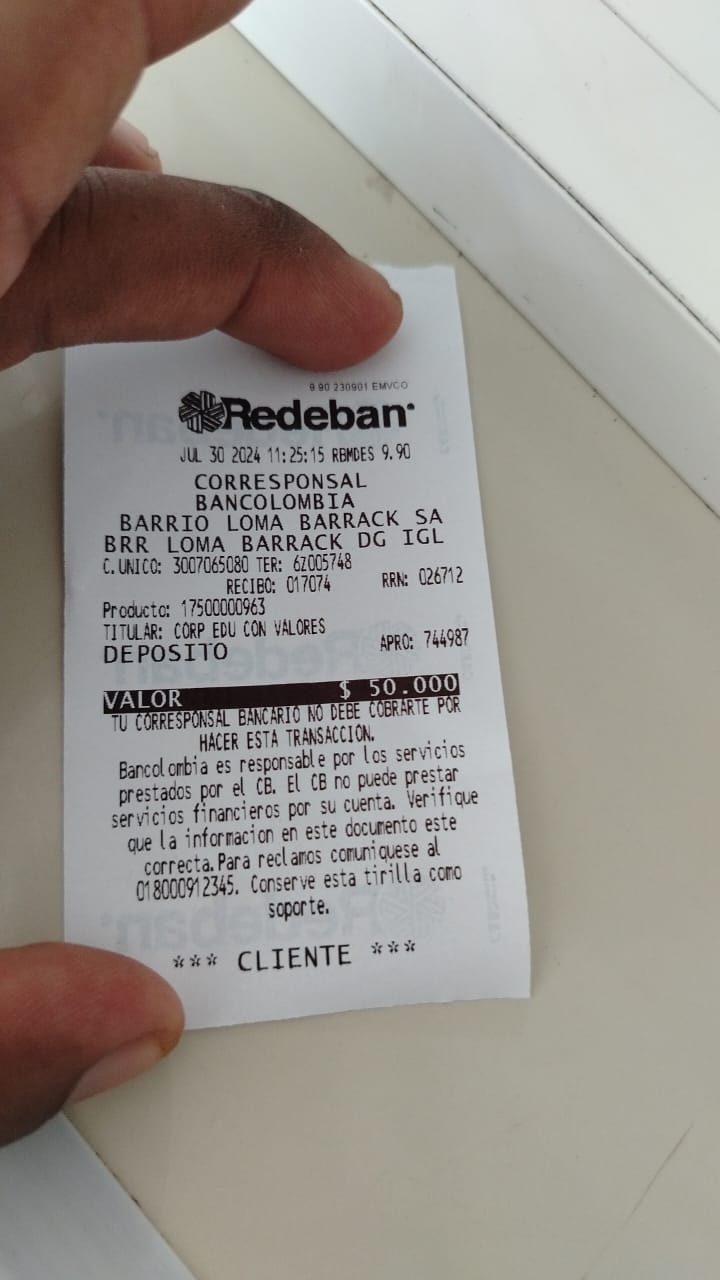 9.90 230901 EMVCO
Redeban
JUL 30 2024 11:25:15 RBMDES 9.90
CORRESPONSAL
BANCOLOMBIA
BARRIO LOMA BARRACK SA
BRR LOMA BARRACK DG IGL
C.UNICO: 3007065080 TER: 6Z005748
RECIBO: 017074 RRN: 026712
Producto: 17500000963
TITULAR: CORP EDU CON VALORES
DEPOSITO APRO: 744987
VALOR $ 50.000
TU CORRESPONSAL BANCARIO NO DEBE COBRARTE POR
HACER ESTA TRANSACCION.
Bancolombia es responsable por los servicios
prestados por el CB. El CB no puede prestar
servicios financieros por su cuenta. Verifique
que la informacion en este documento este
correcta.Para reclamos comuniquese al
018000912345. Conserve esta tirilla como
soporte.
*** CLIENTE ***